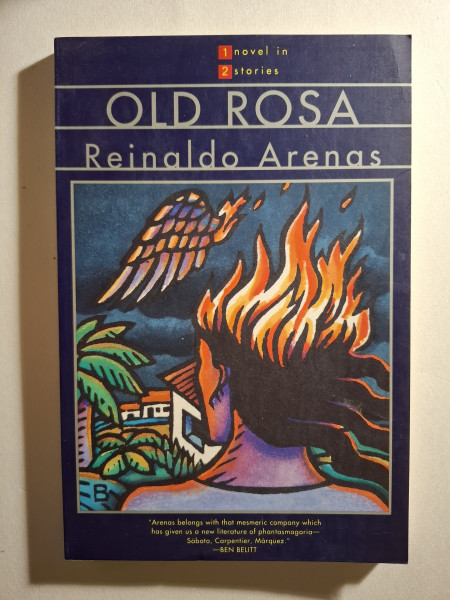 1 novel in
2 stories
OLD ROSA
Reinaldo Arenas
B
"Arenas belongs with that mesmeric company which
has given us a new literature of phantasmagoria—
Sábato, Carpentier, Márquez."
—BEN BELITT